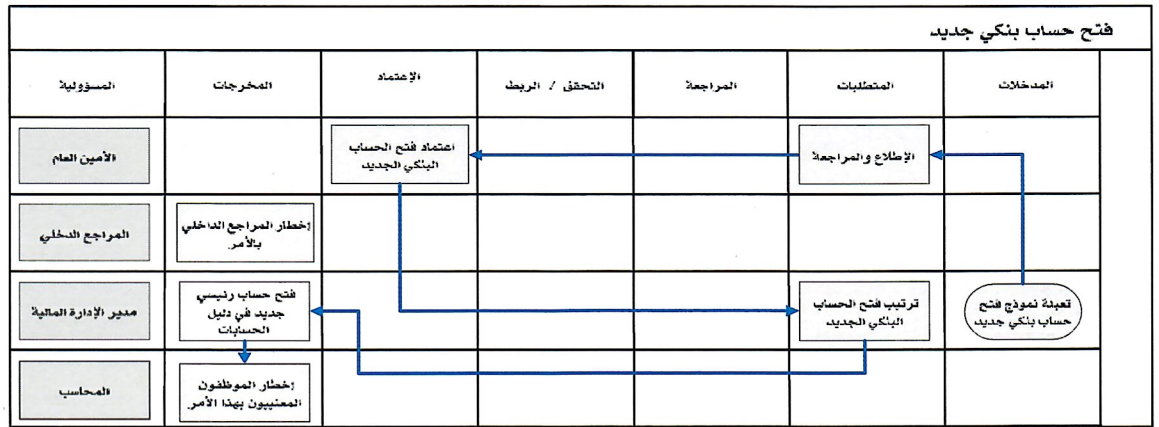 فتح حساب بنكي جديد
المدخلات
المتطلبات
المراجعة
التحقق / الربط
الإعتماد
المخرجات
المسؤولية
الإطلاع والمراجعة
اعتماد فتح الحساب
البنكي الجديد
الأمين العام
إخطار المراجع الداخلي
بالأمر.
المراجع الدخلي
تعبئة نموذج فتح
حساب بنكي جديد
ترتيب فتح الحساب
البنكي الجديد
فتح حساب رئيسي
جديد في دليل
الحسابات
مدير الإدارة المالية
إخطار الموظفون
المعنييون بهذا الأمر.
المحاسب